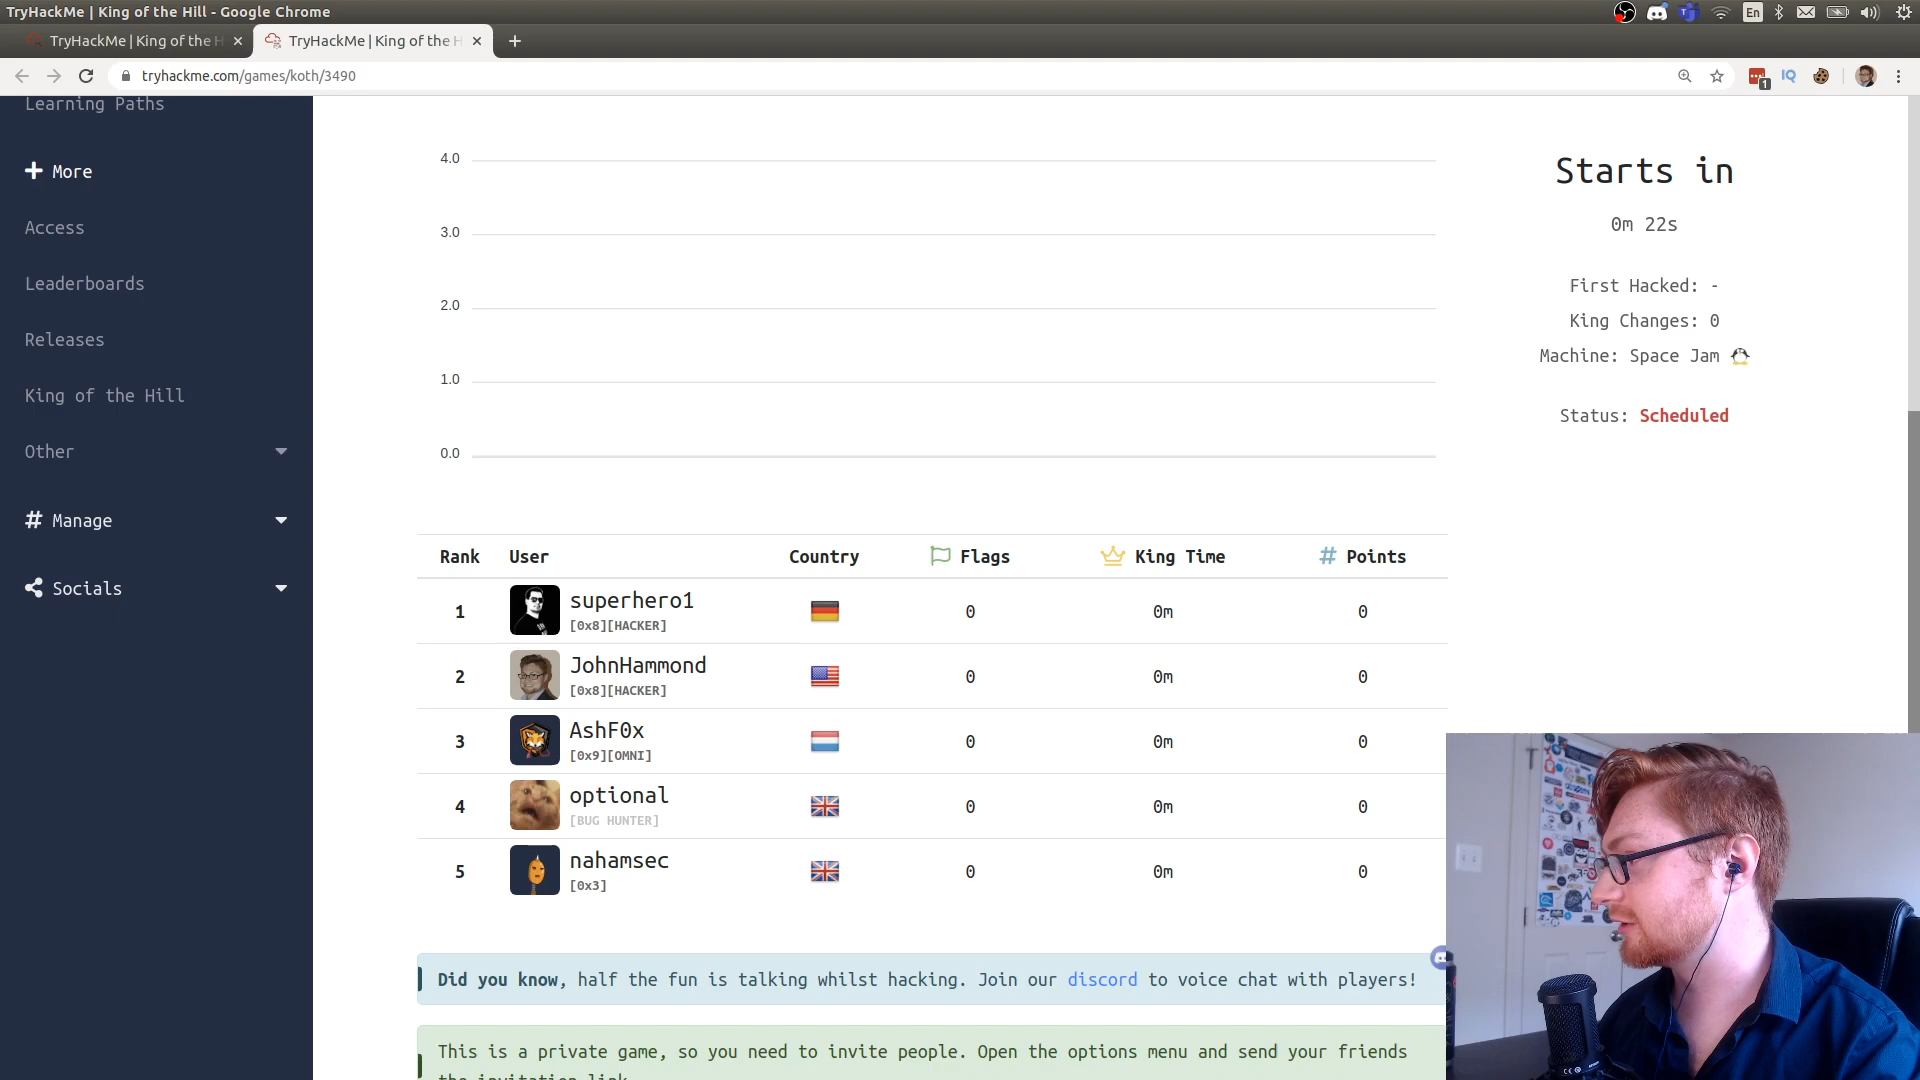 TryHackMe | King of the Hill - Google Chrome
En
TryHackMe | King of the H
TryHackMe | King of the H
tryhackme.com/games/koth/3490
1
IQ
Learning Paths
More
Access
Leaderboards
Releases
King of the Hill
Other
Manage
Socials
4.0
3.0
2.0
1.0
0.0
Starts in
0m 22s
First Hacked: -
King Changes: 0
Machine: Space Jam
Status: Scheduled
Rank User Country Flags King Time # Points
1 superhero1 0 0m 0
[0x8][HACKER]
2 JohnHammond 0 0m 0
[0x8][HACKER]
3 AshF0x 0 0m 0
[0x9][OMNI]
4 optional 0 0m 0
[BUG HUNTER]
5 nahamsec 0 0m 0
[0x3]
Did you know, half the fun is talking whilst hacking. Join our discord to voice chat with players!
This is a private game, so you need to invite people. Open the options menu and send your friends
the invitation link